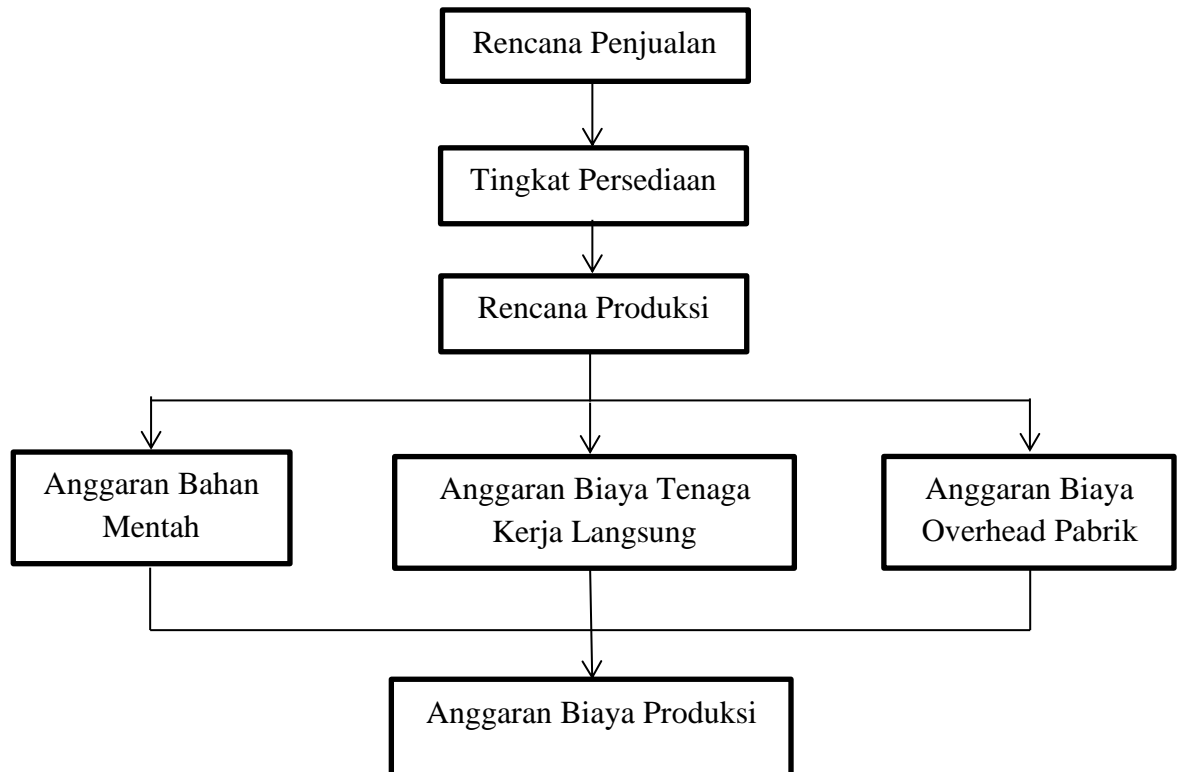 Rencana Penjualan
Tingkat Persediaan
Rencana Produksi
Anggaran Bahan
Mentah
Anggaran Biaya Tenaga
Kerja Langsung
Anggaran Biaya
Overhead Pabrik
Anggaran Biaya Produksi